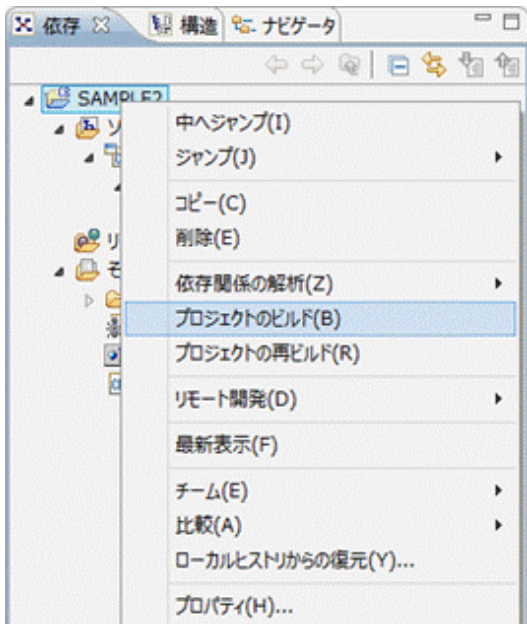 依存 構造 ナビゲータ
SAMPLE2
ソ
中へジャンプ(I)
ジャンプ(J)
コピー(C)
リ
削除(E)
そ
依存関係の解析(Z)
プロジェクトのビルド(B)
プロジェクトの再ビルド(R)
リモート開発(D)
最新表示(F)
チーム(E)
比較(A)
ローカルヒストリからの復元(Y)...
プロパティ(H)...